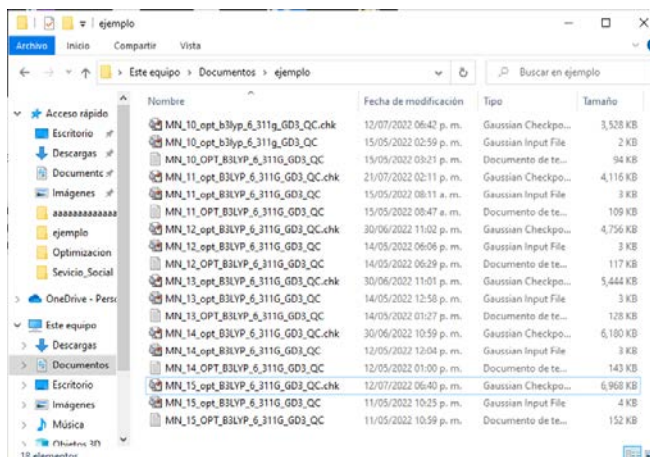 ejemplo
Archivo Inicio Compartir Vista
Este equipo > Documentos > ejemplo Buscar en ejemplo
Nombre Fecha de modificación Tipo Tamaño
Acceso rápido
Escritorio
Descargas
Documentc
Imágenes
aaaaaaaaaaaaa
ejemplo
Optimizacion
Sevicio_Social
OneDrive - Perso
Este equipo
Descargas
Documentos
Escritorio
Imágenes
Música
Objetos 3D
MN_10_opt_b3lyp_6_311g_GD3_QC.chk 12/07/2022 06:42 p. m. Gaussian Checkpo... 3,528 KB
MN_10_opt_b3lyp_6_311g_GD3_QC 15/05/2022 02:59 p. m. Gaussian Input File 2 KB
MN_10_OPT_B3LYP_6_311G_GD3_QC 15/05/2022 03:21 p. m. Documento de te... 94 KB
MN_11_opt_B3LYP_6_311G_GD3_QC.chk 21/07/2022 02:11 p. m. Gaussian Checkpo... 4,116 KB
MN_11_opt_B3LYP_6_311G_GD3_QC 15/05/2022 08:11 a. m. Gaussian Input File 3 KB
MN_11_OPT_B3LYP_6_311G_GD3_QC 15/05/2022 08:47 a. m. Documento de te... 109 KB
MN_12_opt_B3LYP_6_311G_GD3_QC.chk 30/06/2022 11:02 p. m. Gaussian Checkpo... 4,756 KB
MN_12_opt_B3LYP_6_311G_GD3_QC 14/05/2022 06:06 p. m. Gaussian Input File 3 KB
MN_12_OPT_B3LYP_6_311G_GD3_QC 14/05/2022 06:29 p. m. Documento de te... 117 KB
MN_13_opt_B3LYP_6_311G_GD3_QC.chk 30/06/2022 11:01 p. m. Gaussian Checkpo... 5,444 KB
MN_13_opt_B3LYP_6_311G_GD3_QC 14/05/2022 12:58 p. m. Gaussian Input File 3 KB
MN_13_OPT_B3LYP_6_311G_GD3_QC 14/05/2022 01:27 p. m. Documento de te... 128 KB
MN_14_opt_B3LYP_6_311G_GD3_QC.chk 30/06/2022 10:59 p. m. Gaussian Checkpo... 6,180 KB
MN_14_opt_B3LYP_6_311G_GD3_QC 12/05/2022 12:04 p. m. Gaussian Input File 3 KB
MN_14_OPT_B3LYP_6_311G_GD3_QC 12/05/2022 01:00 p. m. Documento de te... 143 KB
MN_15_opt_B3LYP_6_311G_GD3_QC.chk 12/07/2022 06:40 p. m. Gaussian Checkpo... 6,968 KB
MN_15_opt_B3LYP_6_311G_GD3_QC 11/05/2022 10:25 p. m. Gaussian Input File 4 KB
MN_15_OPT_B3LYP_6_311G_GD3_QC 11/05/2022 10:59 p. m. Documento de te... 152 KB
18 elementos